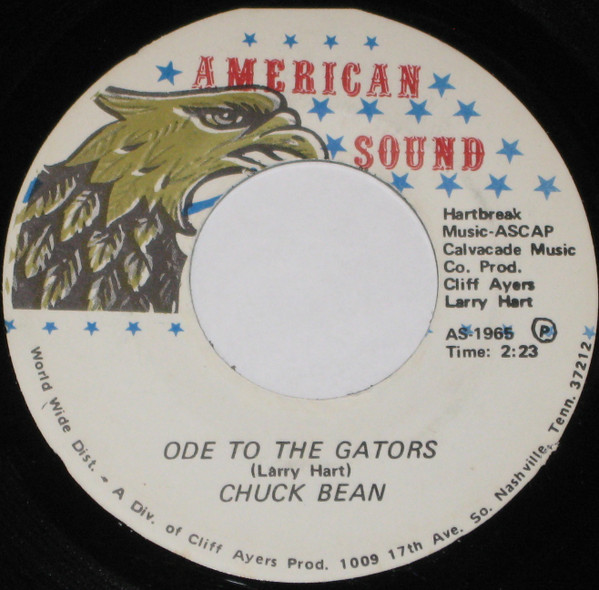 AMERICAN
SOUND
Hartbreak
Music-ASCAP
Calvacade Music
Co. Prod.
Cliff Ayers
Larry Hart
AS-1965 Ⓟ
Time: 2:23
ODE TO THE GATORS
(Larry Hart)
CHUCK BEAN
World Wide Dist. - A Div. of Cliff Ayers Prod. 1009 17th Ave. So. Nashville, Tenn. 37212